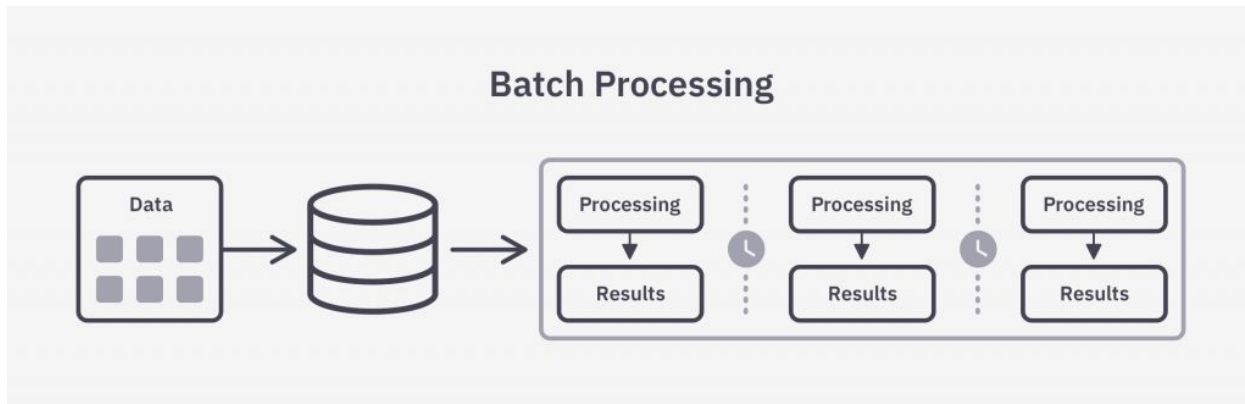 Batch Processing
Data
Processing
Results
Processing
Results
Processing
Results